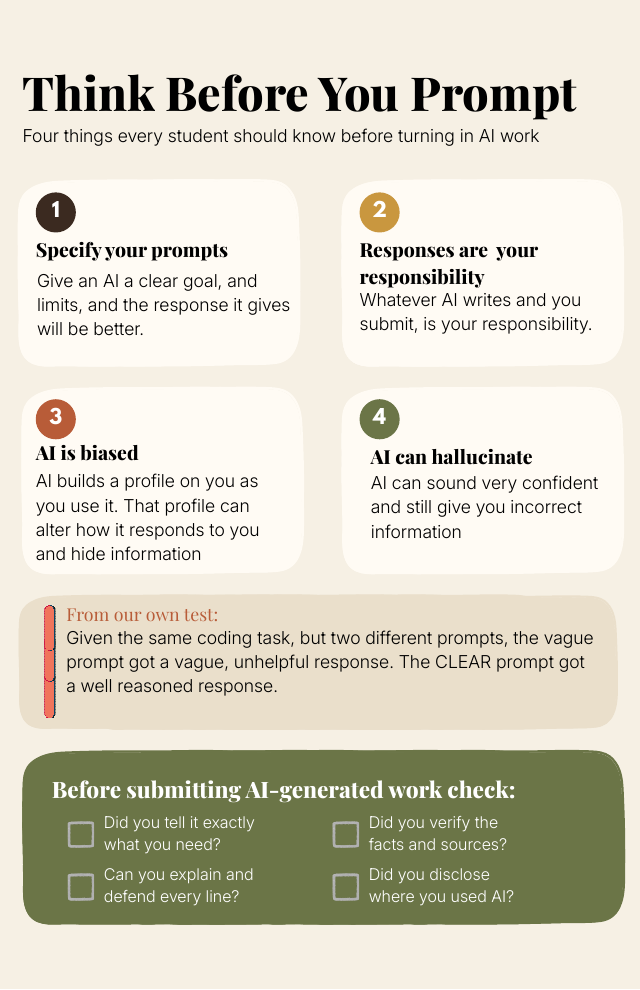 Think Before You Prompt
Four things every student should know before turning in AI work
1
Specify your prompts
Give an AI a clear goal, and
limits, and the response it gives
will be better.
2
Responses are  your
responsibility
Whatever AI writes and you
submit, is your responsibility.
3
AI is biased
AI builds a profile on you as
you use it. That profile can
alter how it responds to you
and hide information
4
AI can hallucinate
AI can sound very confident
and still give you incorrect
information
From our own test:
Given the same coding task, but two different prompts, the vague
prompt got a vague, unhelpful response. The CLEAR prompt got
a well reasoned response.
Before submitting AI-generated work check:
Did you tell it exactly
what you need?
Did you verify the
facts and sources?
Can you explain and
defend every line?
Did you disclose
where you used AI?